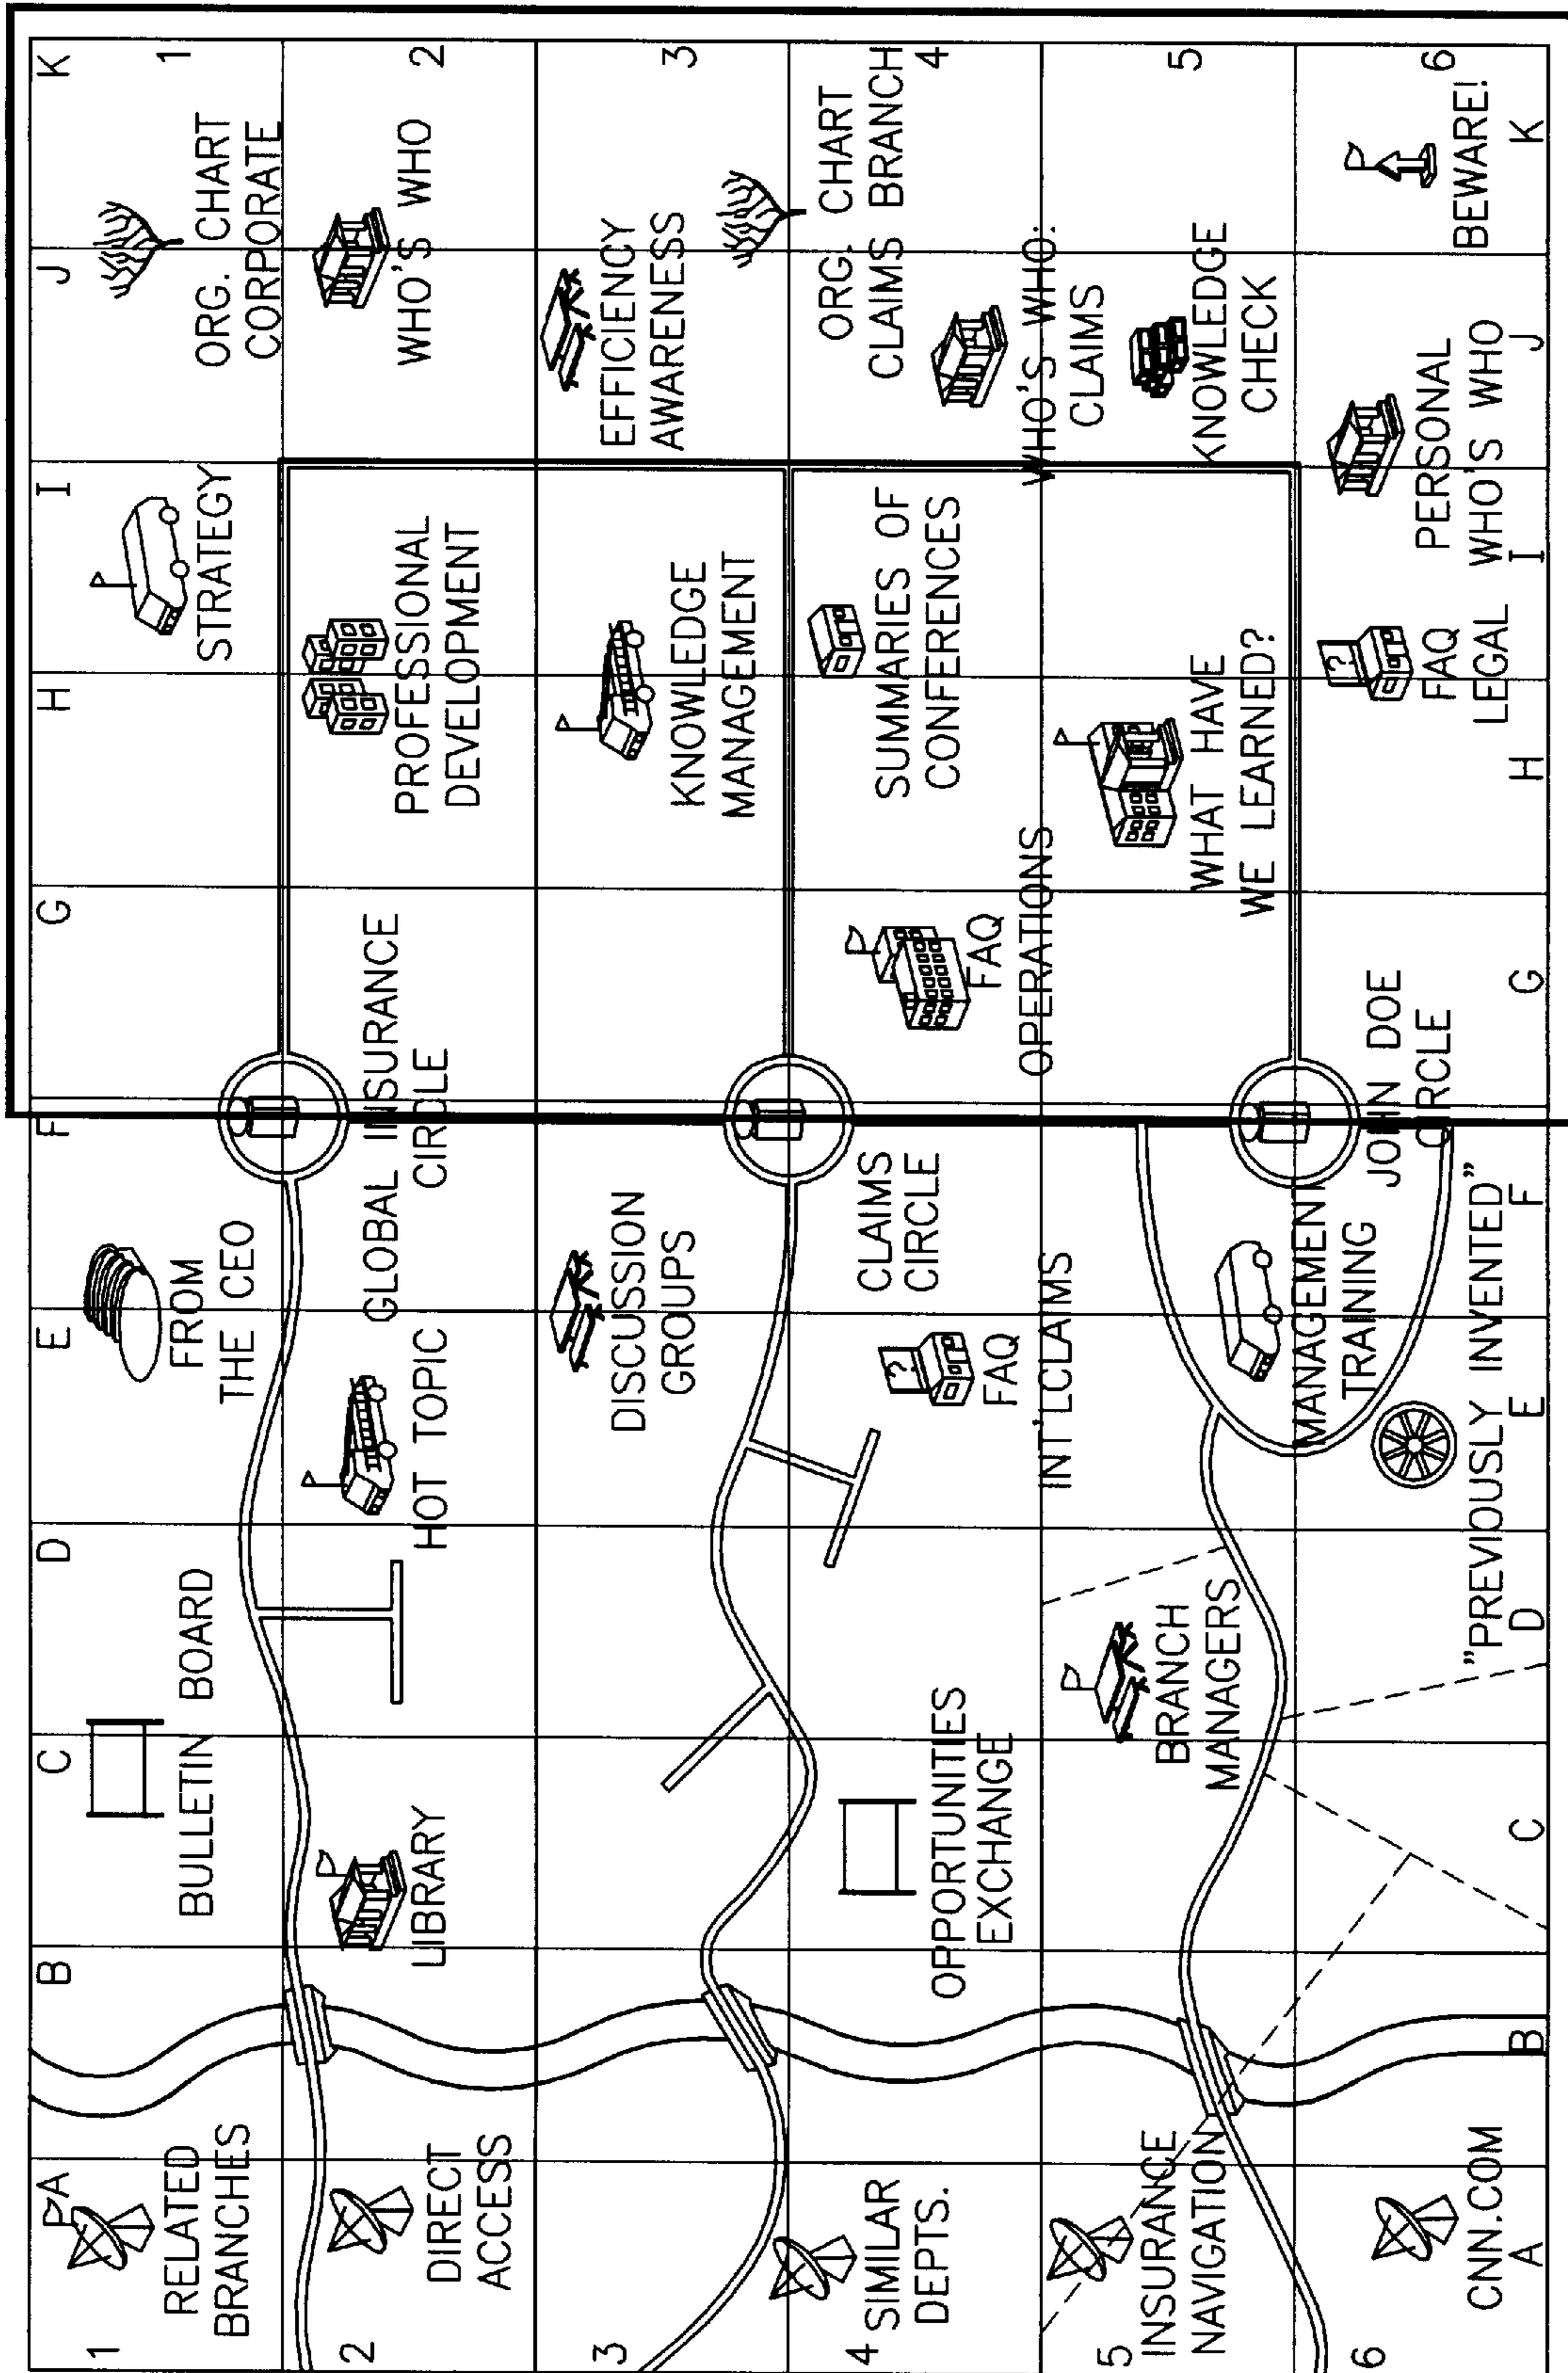 A
B
C
D
E
F
G
H
I
J
K
1
RELATED
BRANCHES
BULLETIN BOARD
FROM
THE CEO
STRATEGY
ORG. CHART
CORPORATE
1
2
DIRECT
ACCESS
LIBRARY
HOT TOPIC
GLOBAL INSURANCE
CIRCLE
PROFESSIONAL
DEVELOPMENT
WHO'S WHO
2
3
DISCUSSION
GROUPS
KNOWLEDGE
MANAGEMENT
EFFICIENCY
AWARENESS
3
4
SIMILAR
DEPTS.
OPPORTUNITIES
EXCHANGE
?
FAQ
INT'LCLAIMS
CLAIMS
CIRCLE
FAQ
OPERATIONS
SUMMARIES OF
CONFERENCES
ORG. CHART
CLAIMS BRANCH
WHO'S WHO:
CLAIMS
4
5
INSURANCE
NAVIGATION
BRANCH
MANAGERS
MANAGEMENT
TRAINING
WHAT HAVE
WE LEARNED?
KNOWLEDGE
CHECK
5
6
CNN.COM
"PREVIOUSLY INVENTED"
JOHN DOE
CIRCLE
?
FAQ
LEGAL
PERSONAL
WHO'S WHO
BEWARE!
6
A
B
C
D
E
F
G
H
I
J
K